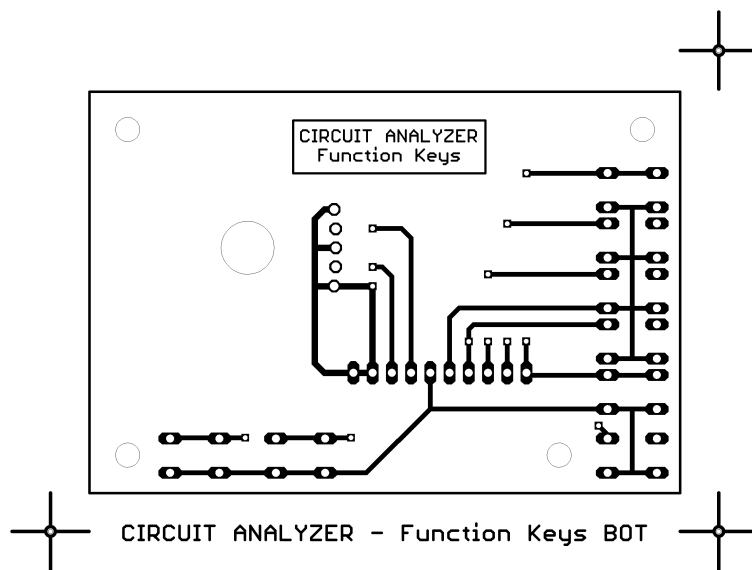 CIRCUIT ANALYZER
Function Keys
CIRCUIT ANALYZER - Function Keys BOT